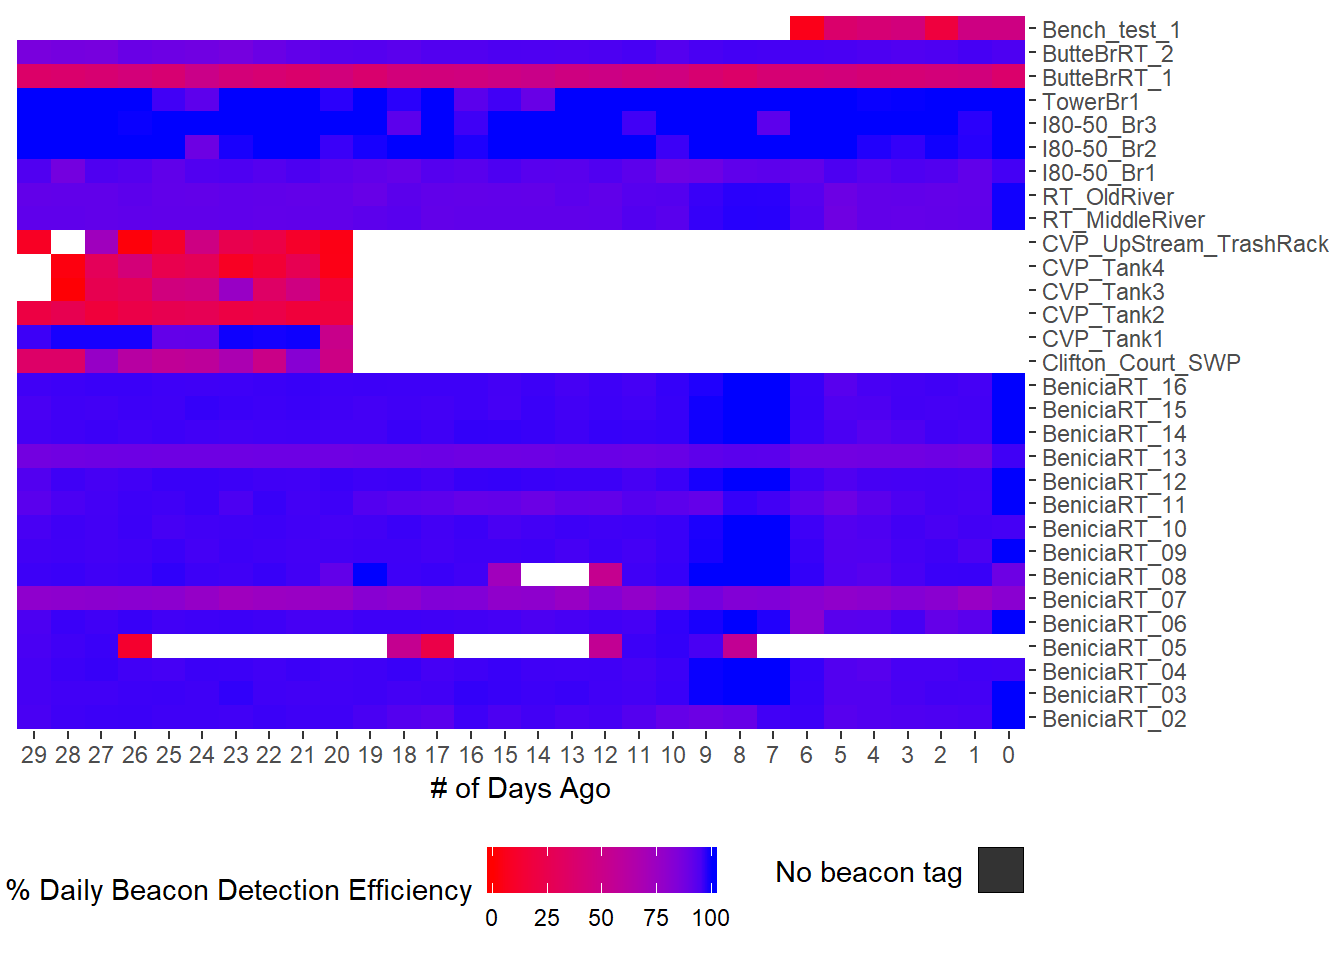 Bench_test_1
ButteBrRT_2
ButteBrRT_1
TowerBr1
I80-50_Br3
I80-50_Br2
I80-50_Br1
RT_OldRiver
RT_MiddleRiver
CVP_UpStream_TrashRack
CVP_Tank4
CVP_Tank3
CVP_Tank2
CVP_Tank1
Clifton_Court_SWP
BeniciaRT_16
BeniciaRT_15
BeniciaRT_14
BeniciaRT_13
BeniciaRT_12
BeniciaRT_11
BeniciaRT_10
BeniciaRT_09
BeniciaRT_08
BeniciaRT_07
BeniciaRT_06
BeniciaRT_05
BeniciaRT_04
BeniciaRT_03
BeniciaRT_02
29 28 27 26 25 24 23 22 21 20 19 18 17 16 15 14 13 12 11 10 9 8 7 6 5 4 3 2 1 0
# of Days Ago
% Daily Beacon Detection Efficiency
0 25 50 75 100
No beacon tag